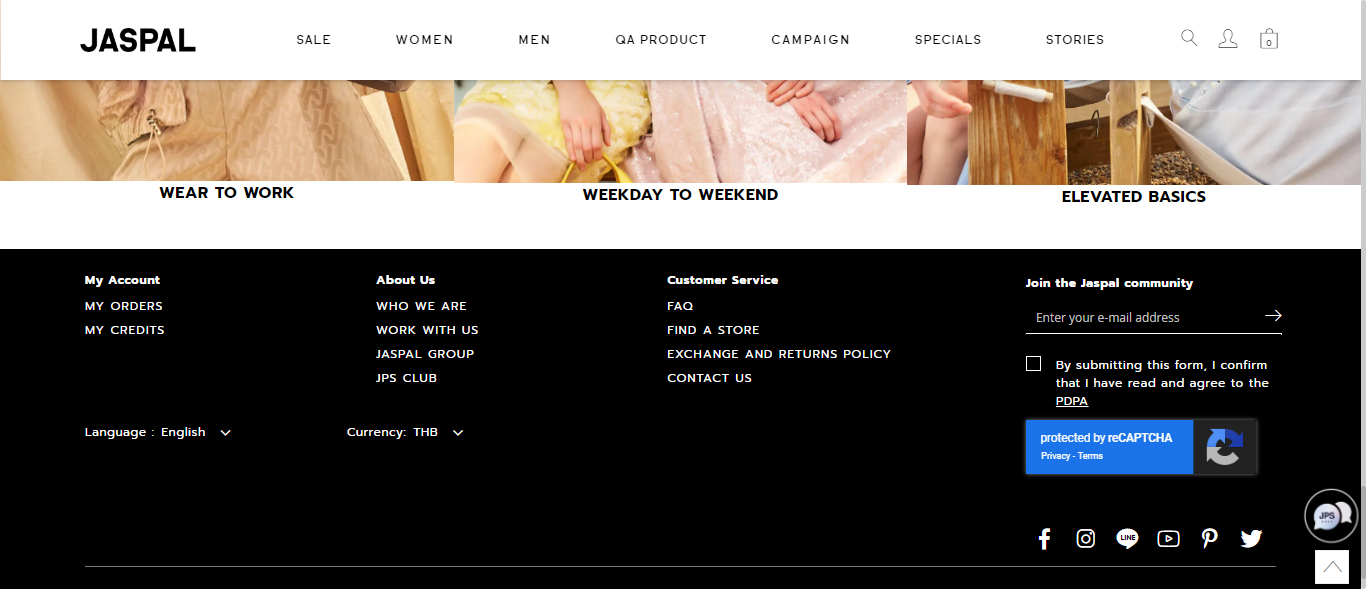 JASPAL
SALE
WOMEN
MEN
QA PRODUCT
CAMPAIGN
SPECIALS
STORIES
0
WEAR TO WORK
WEEKDAY TO WEEKEND
ELEVATED BASICS
My Account
MY ORDERS
MY CREDITS
About Us
WHO WE ARE
WORK WITH US
JASPAL GROUP
JPS CLUB
Customer Service
FAQ
FIND A STORE
EXCHANGE AND RETURNS POLICY
CONTACT US
Join the Jaspal community
Enter your e-mail address
By submitting this form, I confirm
that I have read and agree to the
PDPA
Language : English
Currency: THB
protected by reCAPTCHA
Privacy - Terms
JPS
LINE